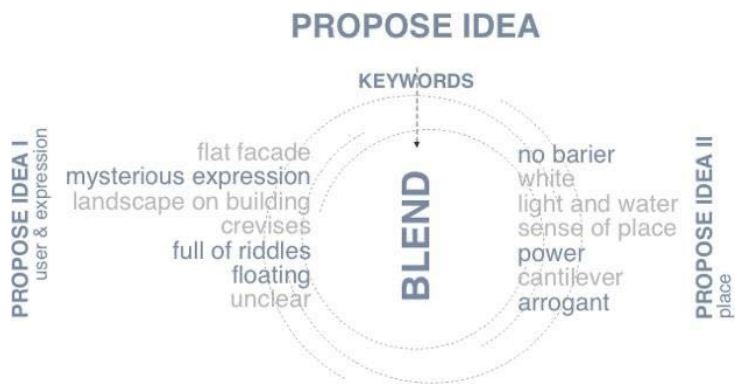 PROPOSE IDEA
KEYWORDS
PROPOSE IDEA I
user & expression
flat facade
mysterious expression
landscape on building
crevises
full of riddles
floating
unclear
BLEND
no barier
white
light and water
sense of place
power
cantilever
arrogant
PROPOSE IDEA II
place